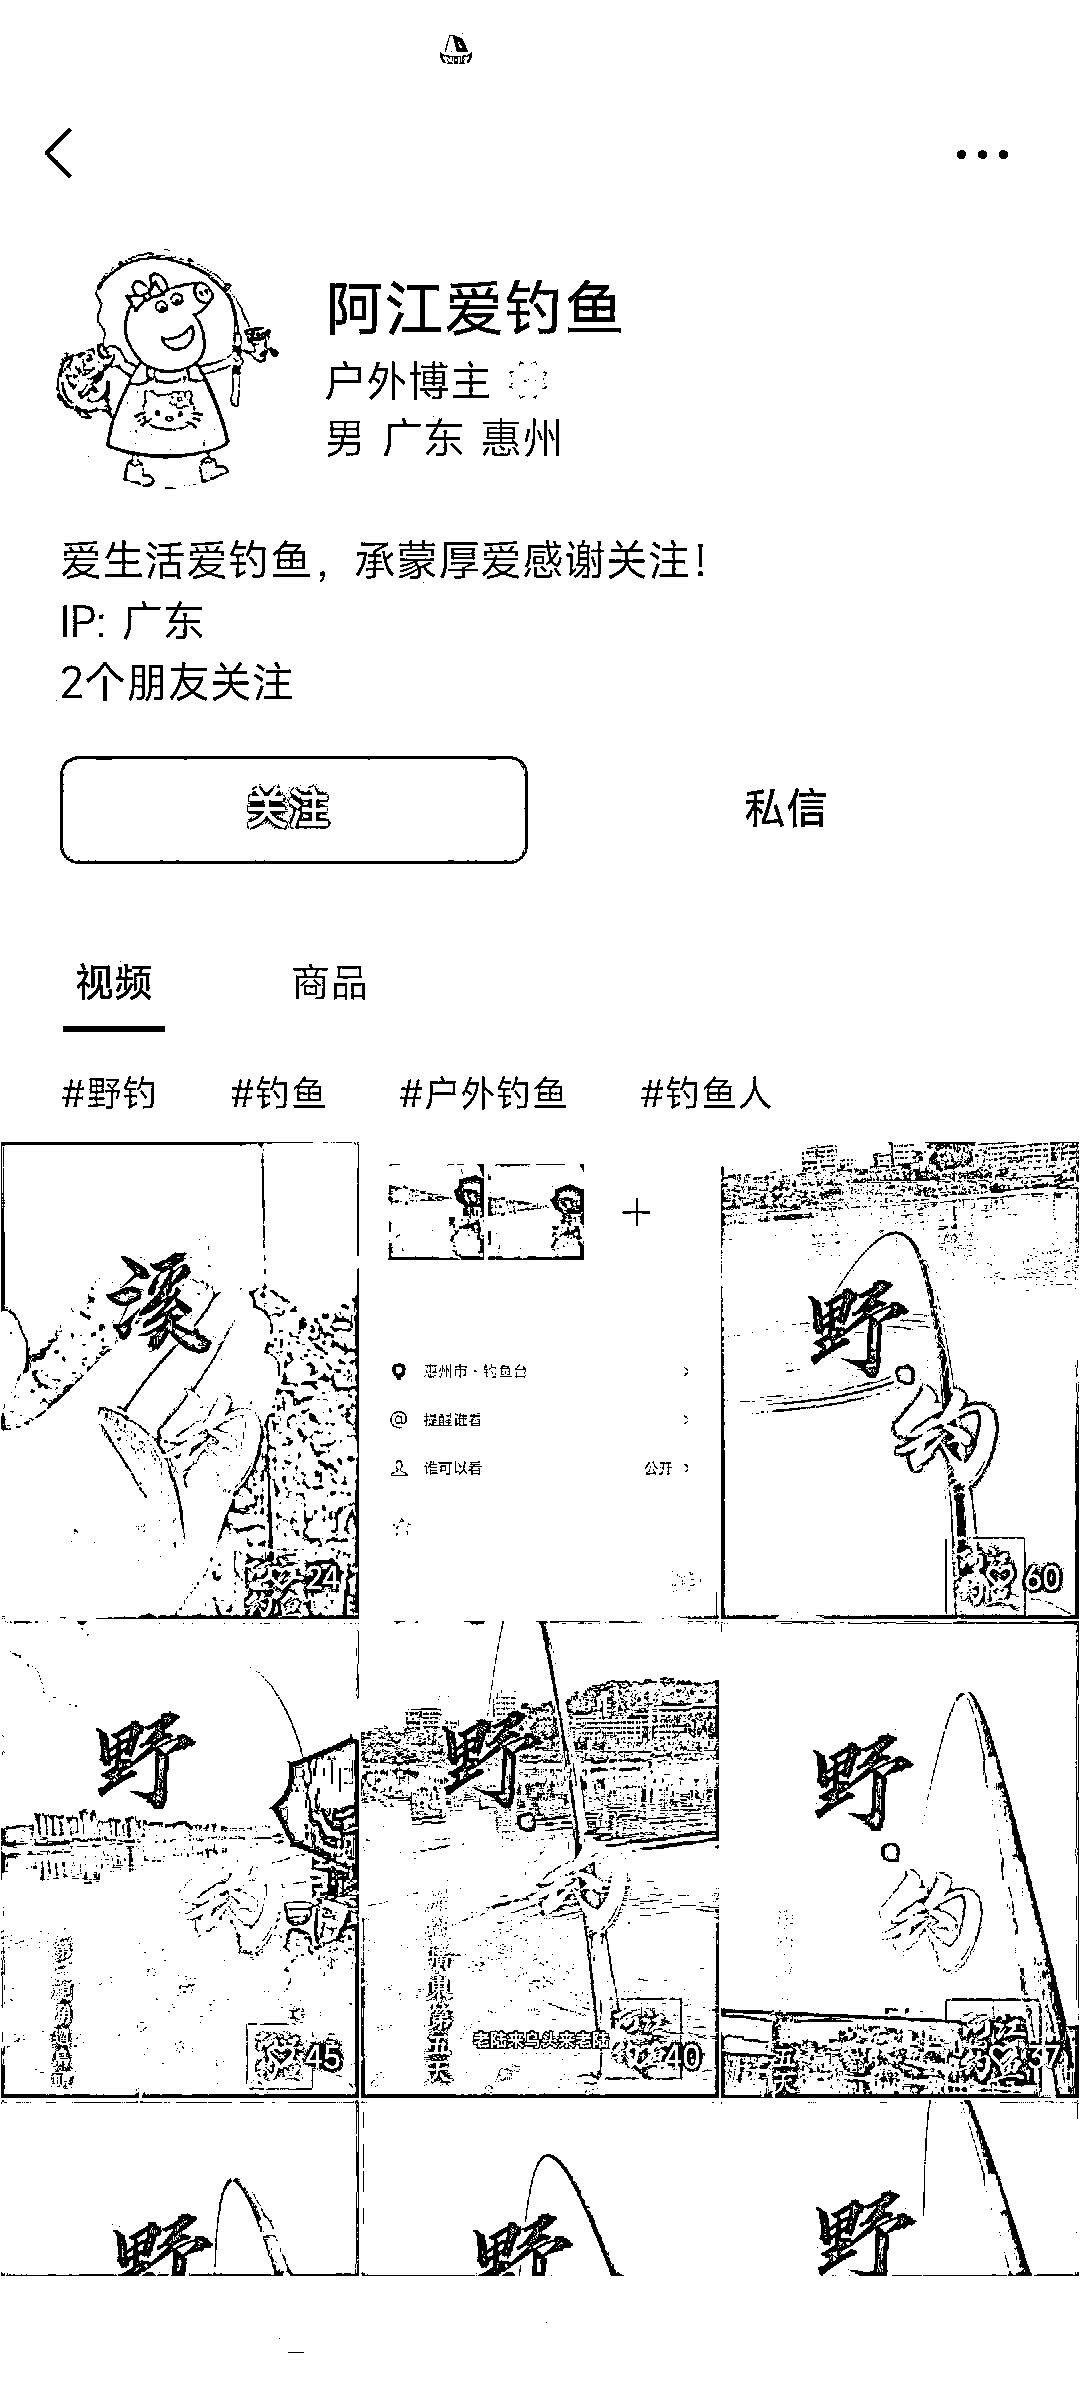 阿江爱钓鱼
户外博主
男 广东 惠州
爱生活爱钓鱼，承蒙厚爱感谢关注！
IP: 广东
2个朋友关注
关注
私信
视频 商品
#野钓 #钓鱼 #户外钓鱼 #钓鱼人
溪
钓
24
惠州市·钓鱼台
提醒谁看
谁可以看 公开
野
钓
60
野
钓
45
野
钓
老陆来乌头来老陆
40
野
钓
五天
37
野
野
野